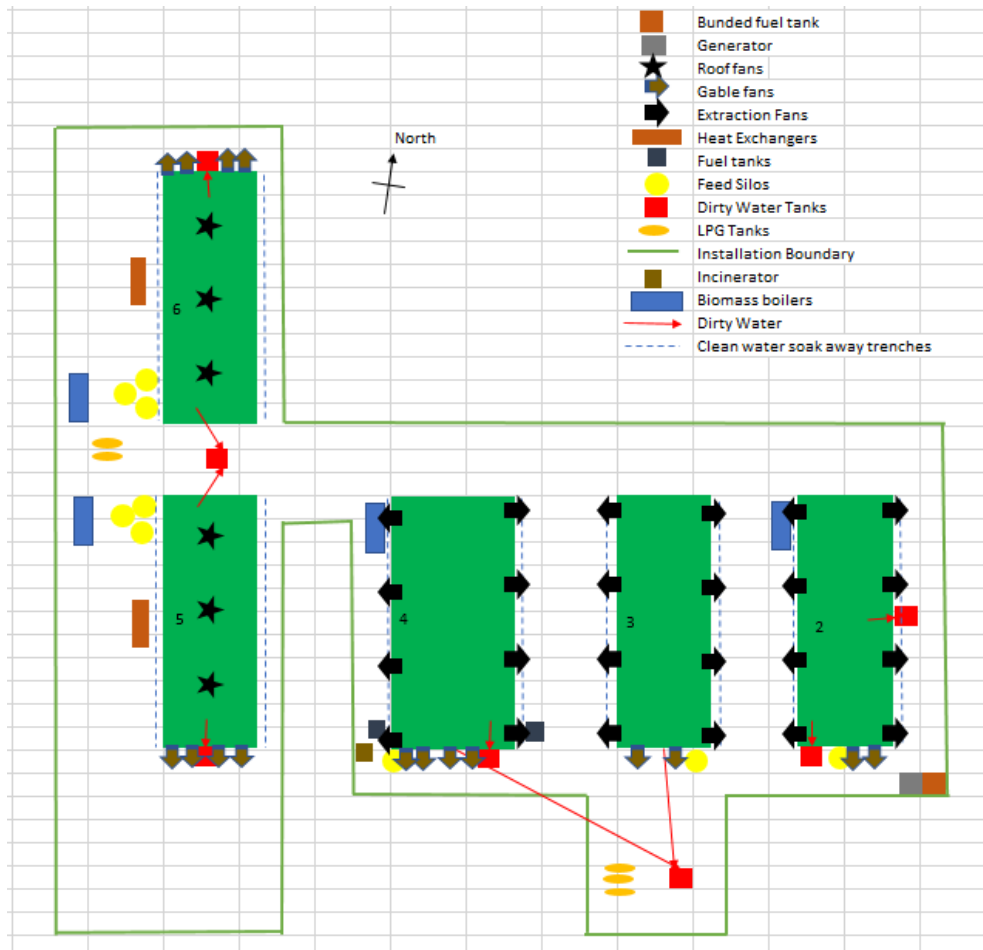 Bunded fuel tank
Generator
Roof fans
Gable fans
Extraction Fans
North
Heat Exchangers
Fuel tanks
Feed Silos
Dirty Water Tanks
LPG Tanks
Installation Boundary
Incinerator
Biomass boilers
Dirty Water
Clean water soak away trenches
6
5
4
3
2